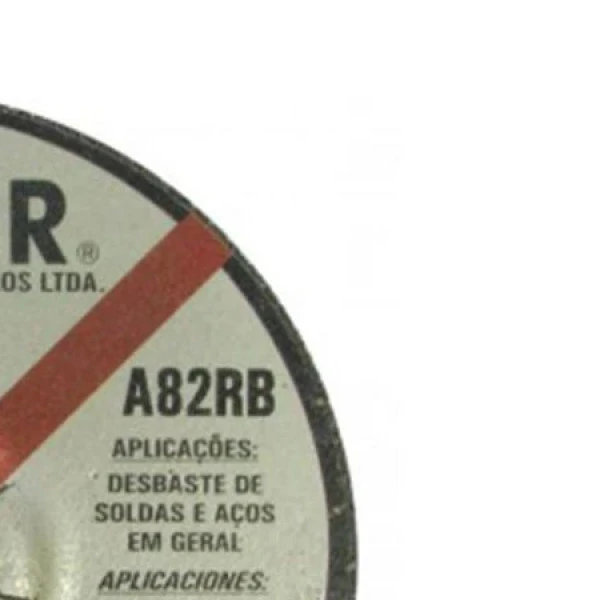 R®
OS LTDA.
A82RB
APLICAÇÕES:
DESBASTE DE
SOLDAS E AÇOS
EM GERAL
APLICACIONES: